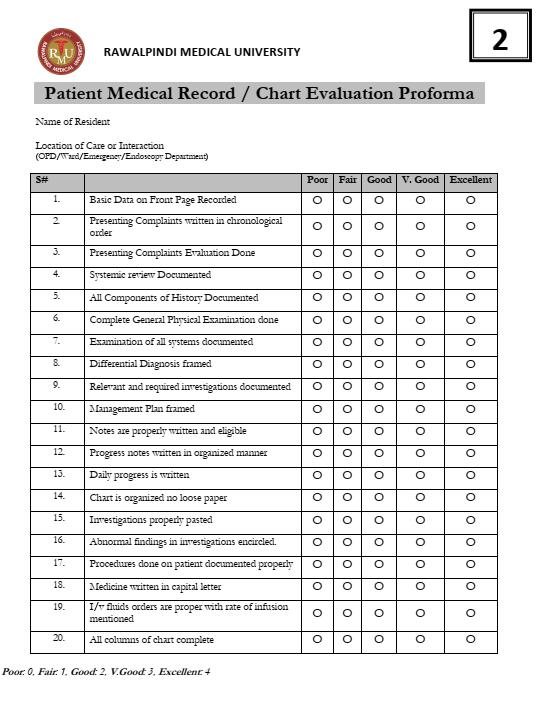 2
RAWALPINDI MEDICAL UNIVERSITY
RMU
RAWALPINDI MEDICAL UNIVERSITY
Patient Medical Record / Chart Evaluation Proforma
Name of Resident
Location of Care or Interaction
(OPD/Ward/Emergency/Endoscopy Department)
S# Poor Fair Good V. Good Excellent
1. Basic Data on Front Page Recorded
2. Presenting Complaints written in chronological
order
3. Presenting Complaints Evaluation Done
4. Systemic review Documented
5. All Components of History Documented
6. Complete General Physical Examination done
7. Examination of all systems documented
8. Differential Diagnosis framed
9. Relevant and required investigations documented
10. Management Plan framed
11. Notes are properly written and eligible
12. Progress notes written in organized manner
13. Daily progress is written
14. Chart is organized no loose paper
15. Investigations properly pasted
16. Abnormal findings in investigations encircled.
17. Procedures done on patient documented properly
18. Medicine written in capital letter
19. I/v fluids orders are proper with rate of infusion
mentioned
20. All columns of chart complete
Poor: 0, Fair: 1, Good: 2, V.Good: 3, Excellent: 4